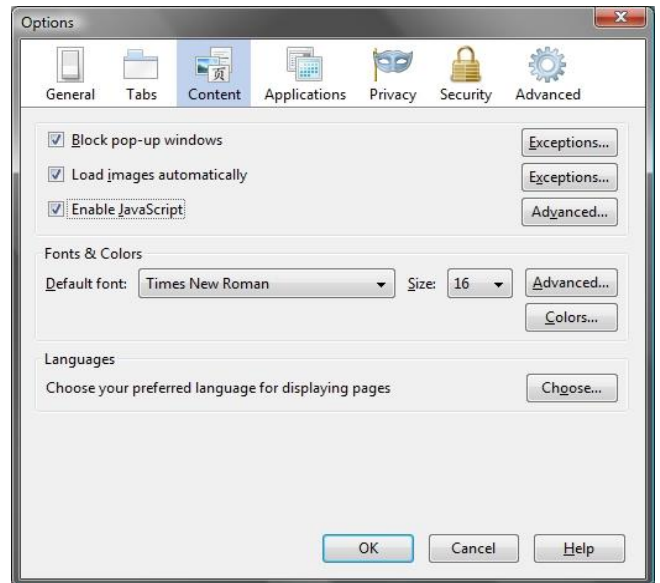 Options
General Tabs Content Applications Privacy Security Advanced
页
Block pop-up windows Exceptions...
Load images automatically Exceptions...
Enable JavaScript Advanced...
Fonts & Colors
Default font: Times New Roman Size: 16 Advanced...
Colors...
Languages
Choose your preferred language for displaying pages Choose...
OK Cancel Help